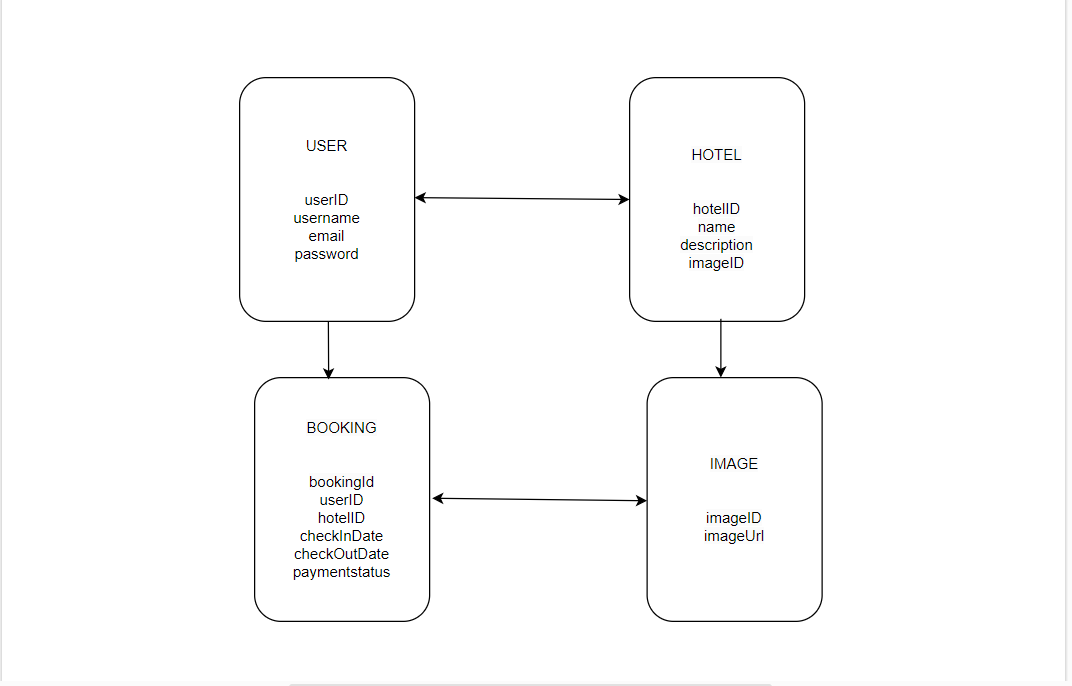 USER
userID
username
email
password
HOTEL
hotelID
name
description
imageID
BOOKING
bookingId
userID
hotelID
checkInDate
checkOutDate
paymentstatus
IMAGE
imageID
imageUrl